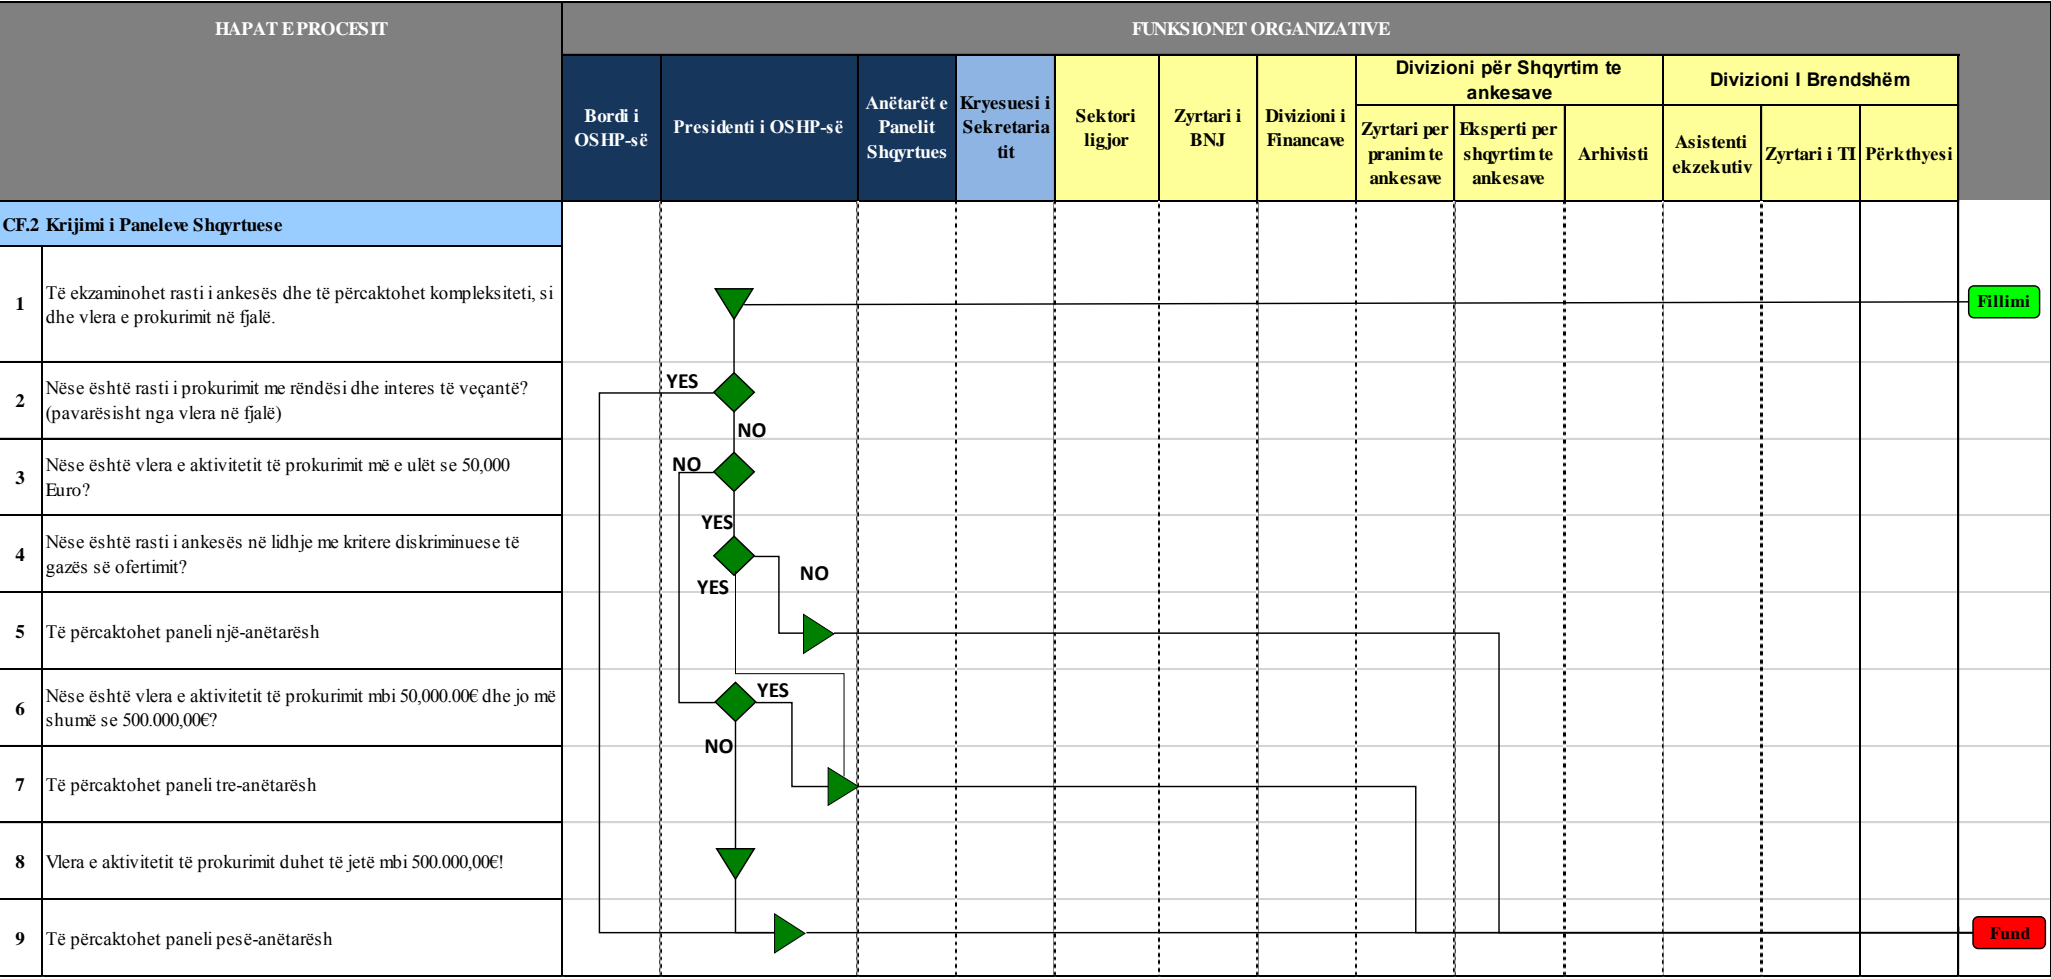 HAPAT E PROCESIT
FUNKSIONET ORGANIZATIVE
Bordi i
OSHP-së
Presidenti i OSHP-së
Anëtarët e
Panelit
Shqyrtues
Kryesuesi i
Sekretaria
tit
Sektori
ligjor
Zyrtari i
BNJ
Divizioni i
Financave
Divizioni për Shqyrtim te
ankesave
Zyrtari per
pranim te
ankesave
Eksperti per
shqyrtim te
ankesave
Arhivisti
Divizioni I Brendshëm
Asistenti
ekzekutiv
Zyrtari i TI
Përkthyesi
CF.2 Krijimi i Paneleve Shqyrtuese
1
Të ekzaminohet rasti i ankesës dhe të përcaktohet kompleksiteti, si
dhe vlera e prokurimit në fjalë.
Fillimi
2
Nëse është rasti i prokurimit me rëndësi dhe interes të veçantë?
(pavarësisht nga vlera në fjalë)
YES
NO
3
Nëse është vlera e aktivitetit të prokurimit më e ulët se 50,000
Euro?
NO
YES
4
Nëse është rasti i ankesës në lidhje me kritere diskriminuese të
gazës së ofertimit?
YES
NO
5
Të përcaktohet paneli një-anëtarësh
6
Nëse është vlera e aktivitetit të prokurimit mbi 50,000.00€ dhe jo më
shumë se 500.000,00€?
YES
NO
7
Të përcaktohet paneli tre-anëtarësh
8
Vlera e aktivitetit të prokurimit duhet të jetë mbi 500.000,00€!
9
Të përcaktohet paneli pesë-anëtarësh
Fund